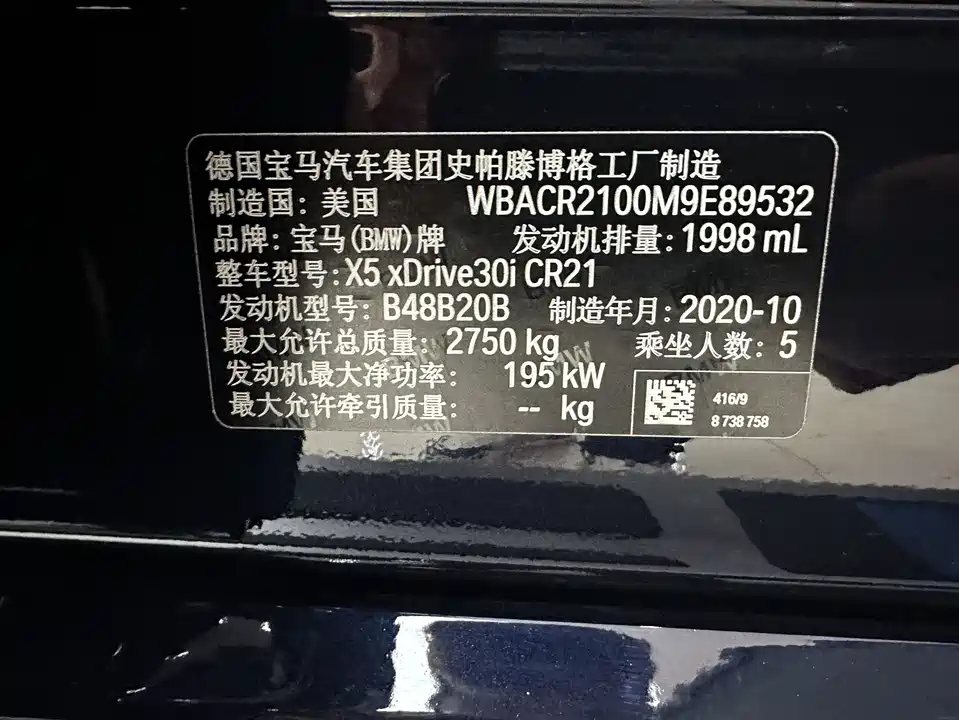 德国宝马汽车集团史帕滕博格工厂制造
制造国: 美国 WBACR2100M9E89532
品牌: 宝马(BMW)牌 发动机排量: 1998 mL
整车型号: X5 xDrive30i CR21
发动机型号: B48B20B 制造年月: 2020-10
最大允许总质量: 2750 kg 乘坐人数: 5
发动机最大净功率: 195 kW
最大允许牵引质量: -- kg
416/9
8 738 758